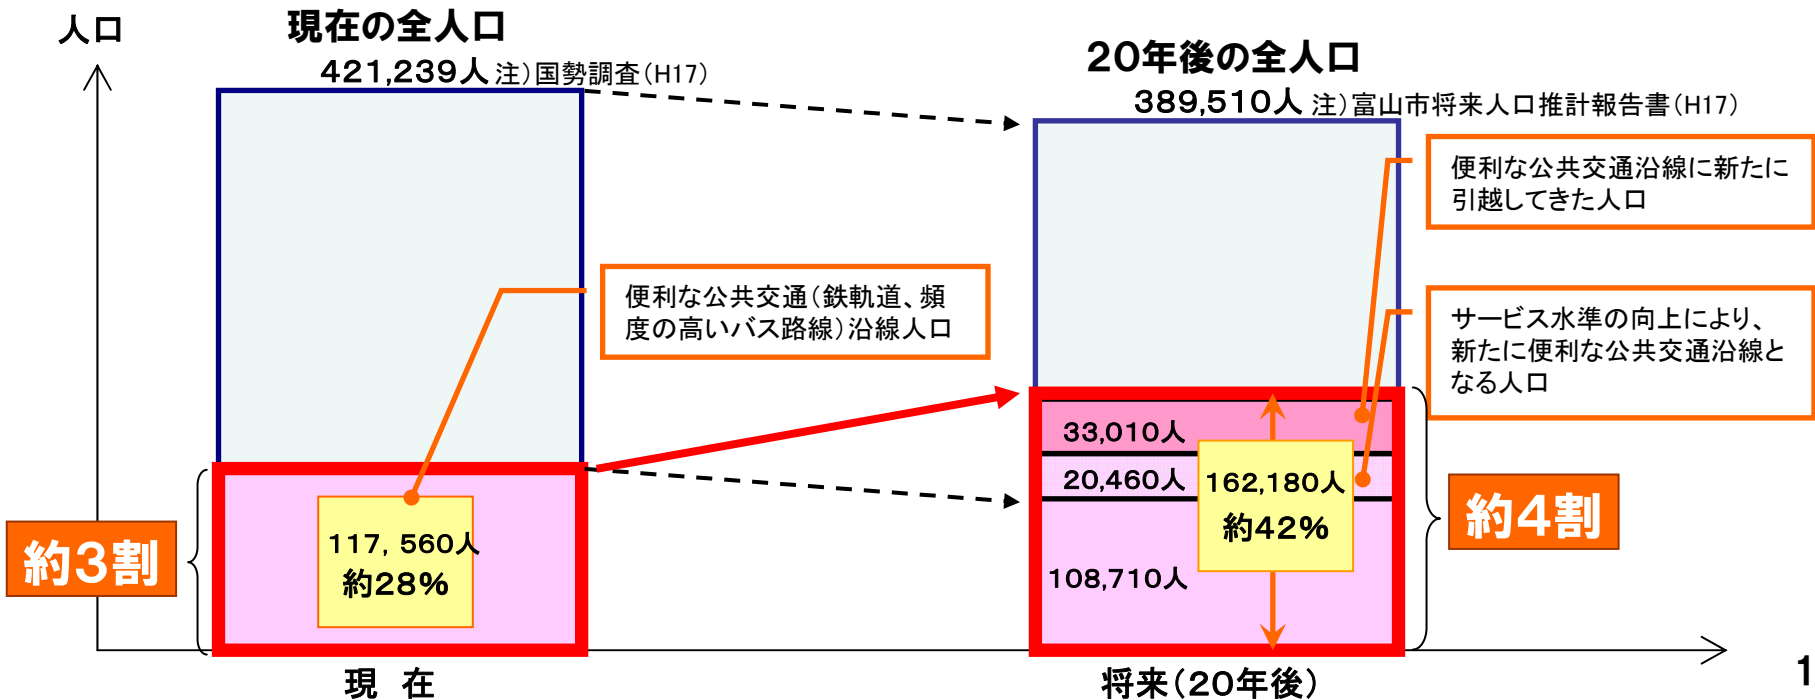 人口
現在の全人口
421,239人 注）国勢調査（H17）
20年後の全人口
389,510人 注）富山市将来人口推計報告書（H17）
便利な公共交通沿線に新たに
引越してきた人口
便利な公共交通（鉄軌道、頻
度の高いバス路線）沿線人口
サービス水準の向上により、
新たに便利な公共交通沿線と
なる人口
33,010人
20,460人
162,180人
約42%
108,710人
約4割
約3割
117, 560人
約28%
現 在
将来（20年後）
1